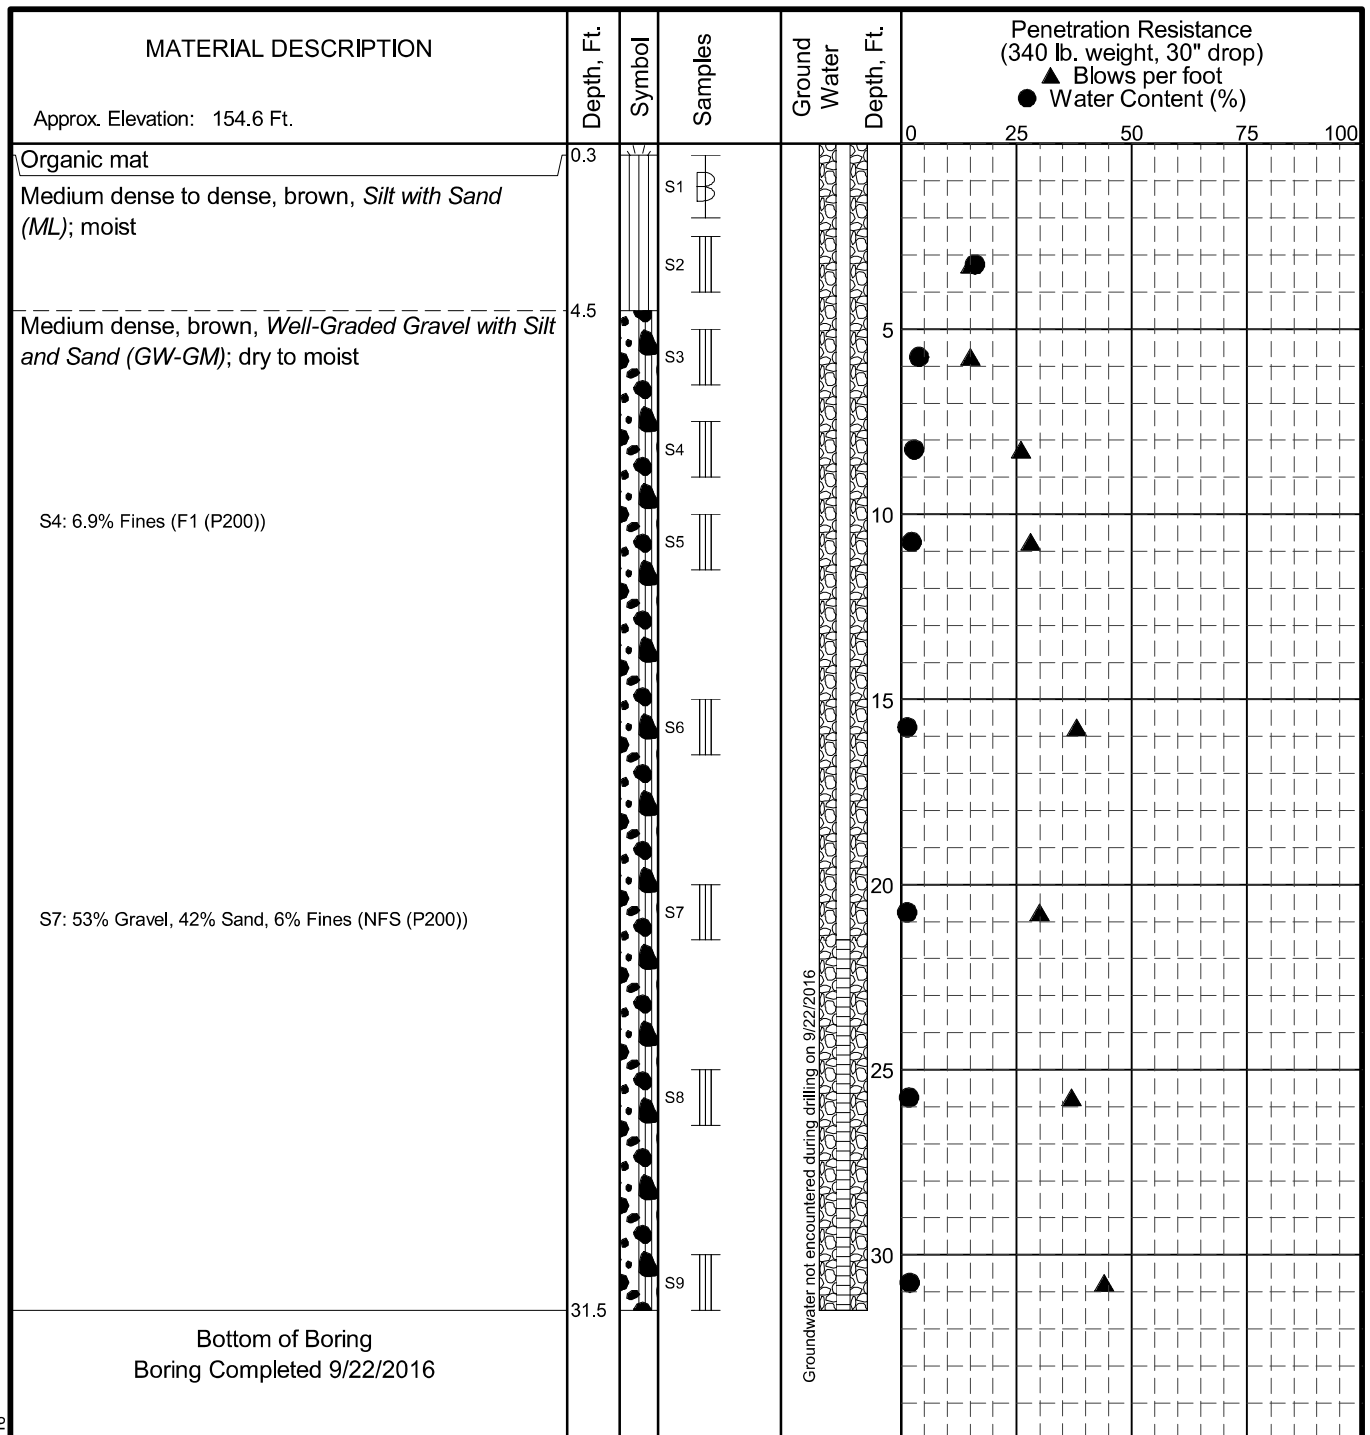 MATERIAL DESCRIPTION
Approx. Elevation: 154.6 Ft.
Depth, Ft.
Symbol
Samples
Ground
Water
Depth, Ft.
Penetration Resistance
(340 lb. weight, 30" drop)
Blows per foot
Water Content (%)
0 25 50 75 100
Organic mat
0.3
Medium dense to dense, brown, Silt with Sand
(ML); moist
S1
B
S2
4.5
Medium dense, brown, Well-Graded Gravel with Silt
and Sand (GW-GM); dry to moist
5
S3
S4
S4: 6.9% Fines (F1 (P200))
10
S5
15
S6
20
S7: 53% Gravel, 42% Sand, 6% Fines (NFS (P200))
S7
Groundwater not encountered during drilling on 9/22/2016
25
S8
30
S9
31.5
Bottom of Boring
Boring Completed 9/22/2016